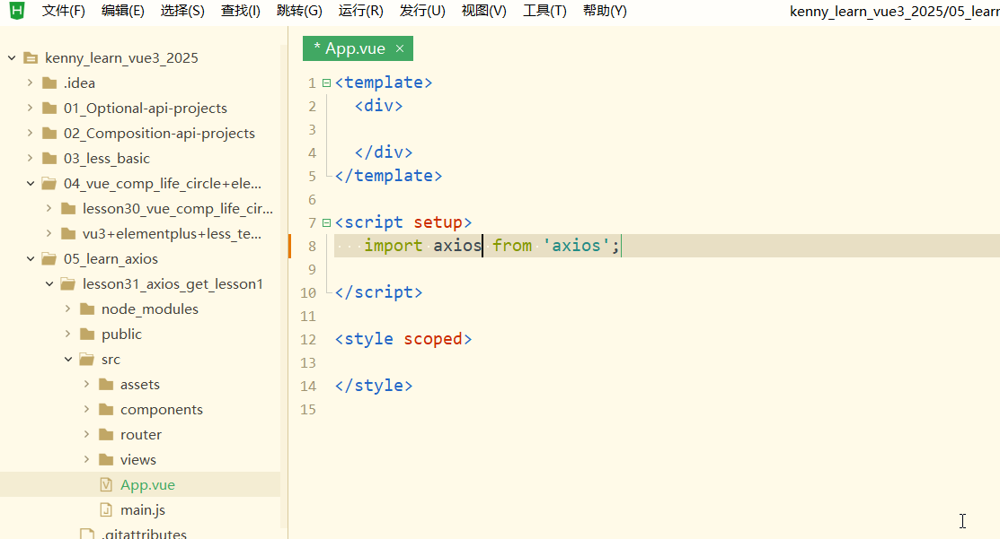 H 文件(F) 编辑(E) 选择(S) 查找(I) 跳转(G) 运行(R) 发行(U) 视图(V) 工具(T) 帮助(Y) kenny_learn_vue3_2025/05_learn
kenny_learn_vue3_2025
.idea
01_Optional-api-projects
02_Composition-api-projects
03_less_basic
04_vue_comp_life_circle+ele...
lesson30_vue_comp_life_cir...
vu3+elementplus+less_te...
05_learn_axios
lesson31_axios_get_lesson1
node_modules
public
src
assets
components
router
views
App.vue
main.js
.gitattributes
* App.vue ×
1 <template>
2 <div>
3
4 </div>
5 </template>
6
7 <script setup>
8 import axios from 'axios';
9
10 </script>
11
12 <style scoped>
13
14 </style>
15